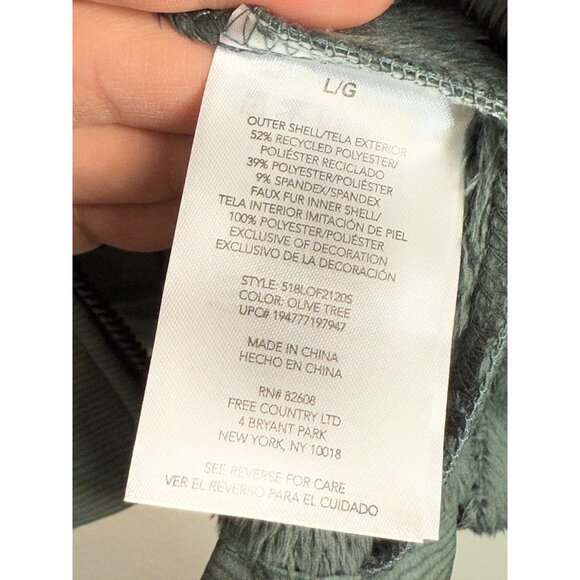 L/G
OUTER SHELL/TELA EXTERIOR
52% RECYCLED POLYESTER/
POLIÉSTER RECICLADO
39% POLYESTER/POLIÉSTER
9% SPANDEX/SPANDEX
FAUX FUR INNER SHELL/
TELA INTERIOR IMITACIÓN DE PIEL
100% POLYESTER/POLIÉSTER
EXCLUSIVE OF DECORATION
EXCLUSIVO DE LA DECORACIÓN
STYLE: 518LOF2120S
COLOR: OLIVE TREE
UPC# 194777197947
MADE IN CHINA
HECHO EN CHINA
RN# 82608
FREE COUNTRY LTD
4 BRYANT PARK
NEW YORK, NY 10018
SEE REVERSE FOR CARE
VER EL REVERSO PARA EL CUIDADO